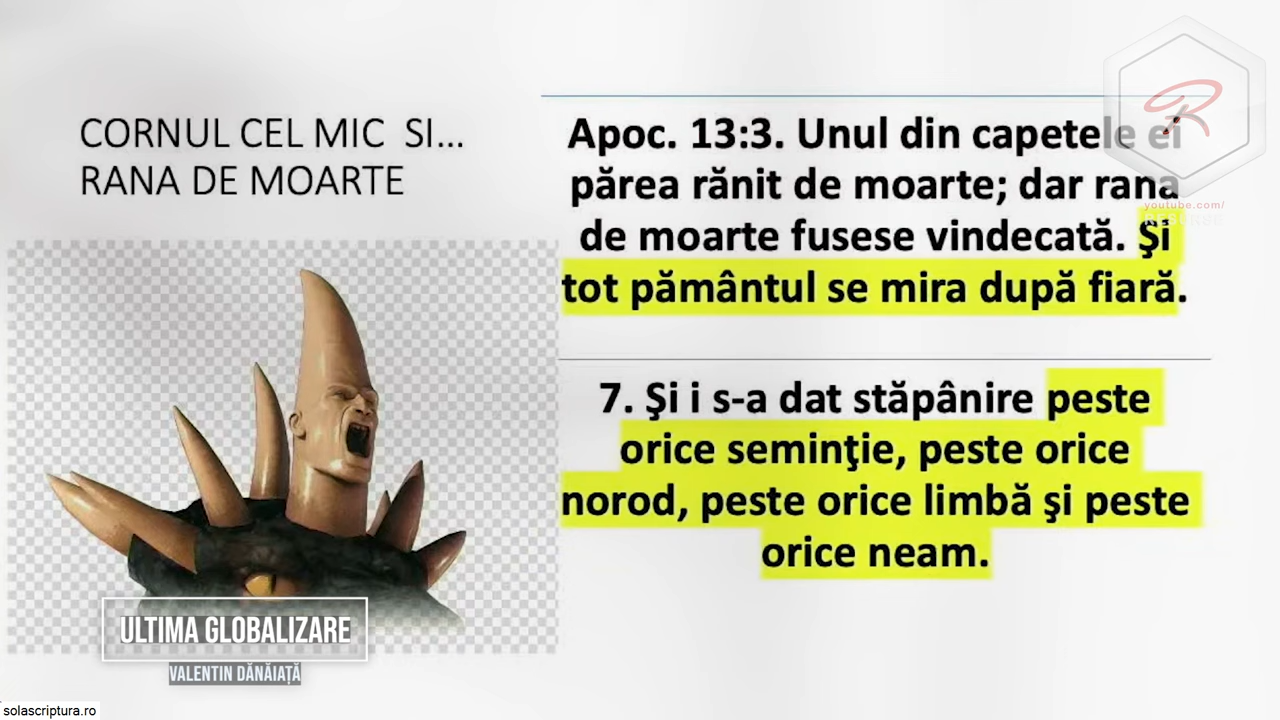 CORNUL CEL MIC SI...
RANA DE MOARTE
Apoc. 13:3. Unul din capetele ei
părea rănit de moarte; dar rana
de moarte fusese vindecată. Şi
tot pământul se mira după fiară.
7. Şi i s-a dat stăpânire peste
orice seminţie, peste orice
norod, peste orice limbă şi peste
orice neam.
R
youtube.com/
ULTIMA GLOBALIZARE
VALENTIN DĂNĂIAȚĂ
solascriptura.ro